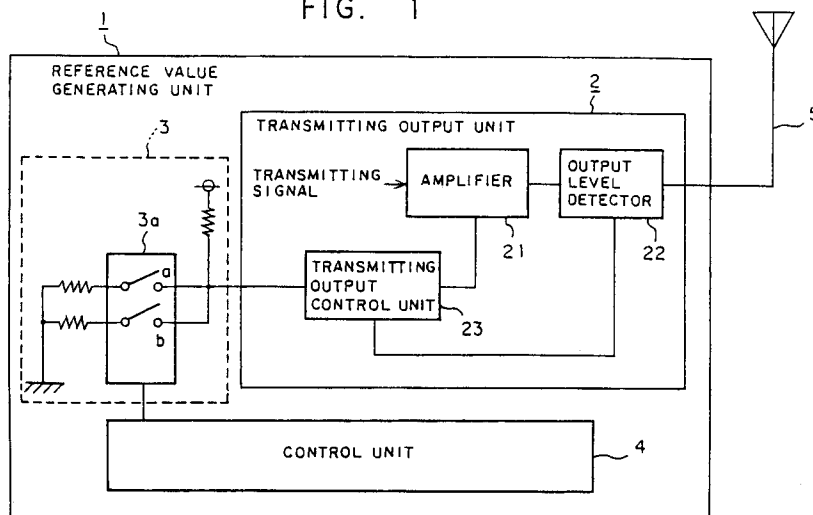 FIG. 1
1
REFERENCE VALUE
GENERATING UNIT
2
5
3
TRANSMITTING OUTPUT UNIT
TRANSMITTING
SIGNAL
AMPLIFIER
OUTPUT
LEVEL
DETECTOR
3a
21
22
a
TRANSMITTING
OUTPUT
CONTROL UNIT
b
23
CONTROL UNIT
4